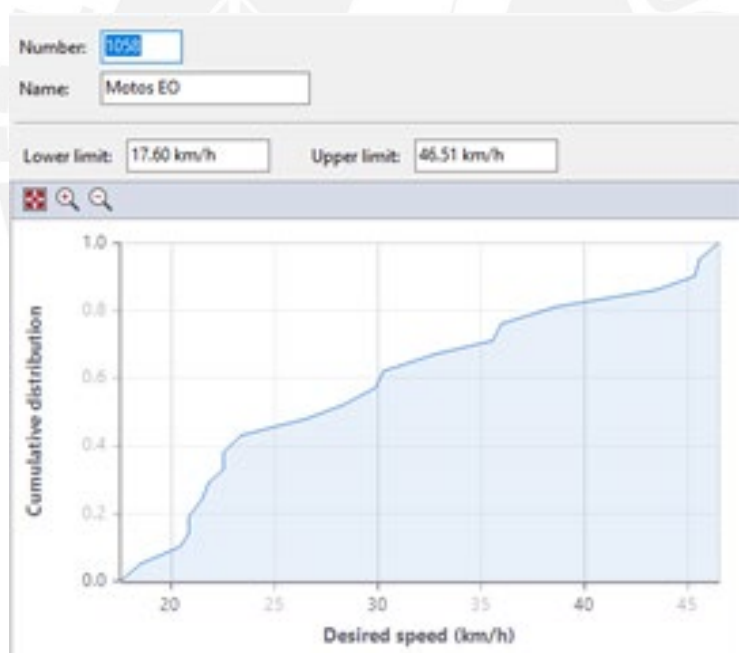 Number: 1058
Name: Motos EO
Lower limit: 17.60 km/h Upper limit: 46.51 km/h
1.0
0.8
0.6
0.4
0.2
0.0
Cumulative distribution
20 25 30 35 40 45
Desired speed (km/h)